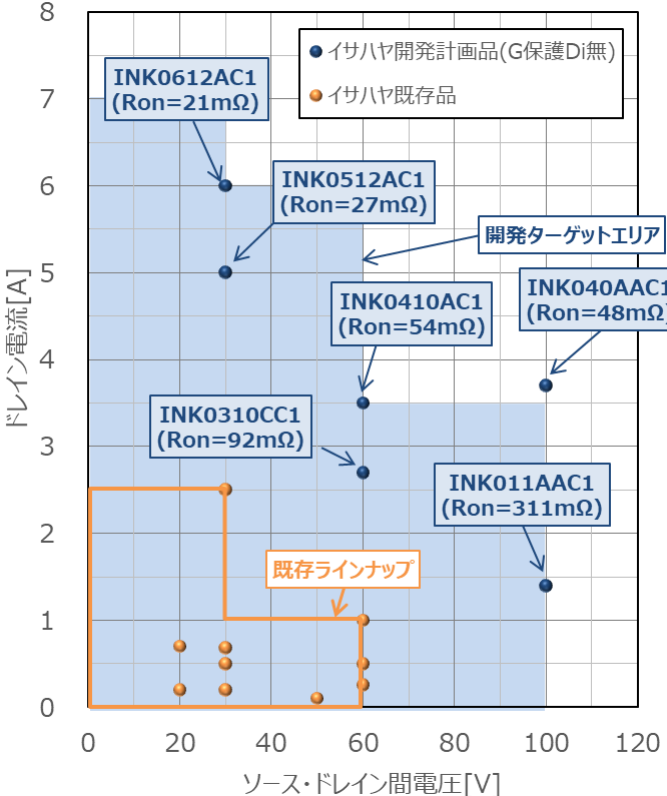 8
イサハヤ開発計画品(G保護Di無)
イサハヤ既存品
INK0612AC1
(Ron=21mΩ)
7
INK0512AC1
(Ron=27mΩ)
6
開発ターゲットエリア
5
INK040AAC1
(Ron=48mΩ)
INK0410AC1
(Ron=54mΩ)
4
ドレイン電流[A]
INK0310CC1
(Ron=92mΩ)
3
INK011AAC1
(Ron=311mΩ)
2
既存ラインナップ
1
0
0 20 40 60 80 100 120
ソース・ドレイン間電圧[V]